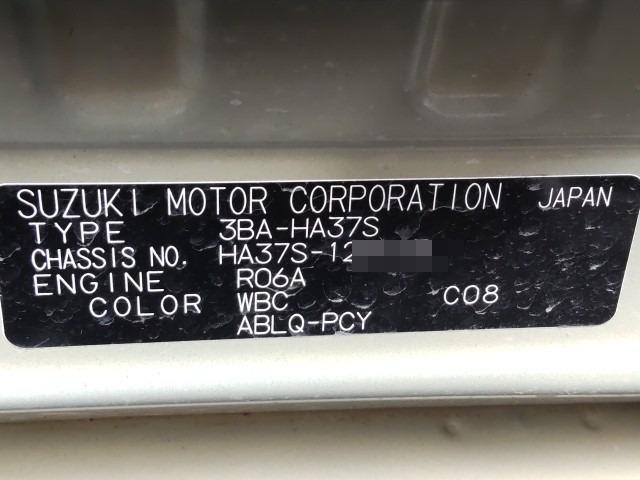 SUZUKI MOTOR CORPORATION JAPAN
TYPE 3BA-HA37S
CHASSIS NO. HA37S-12
ENGINE R06A
COLOR WBC C08
ABLQ-PCY